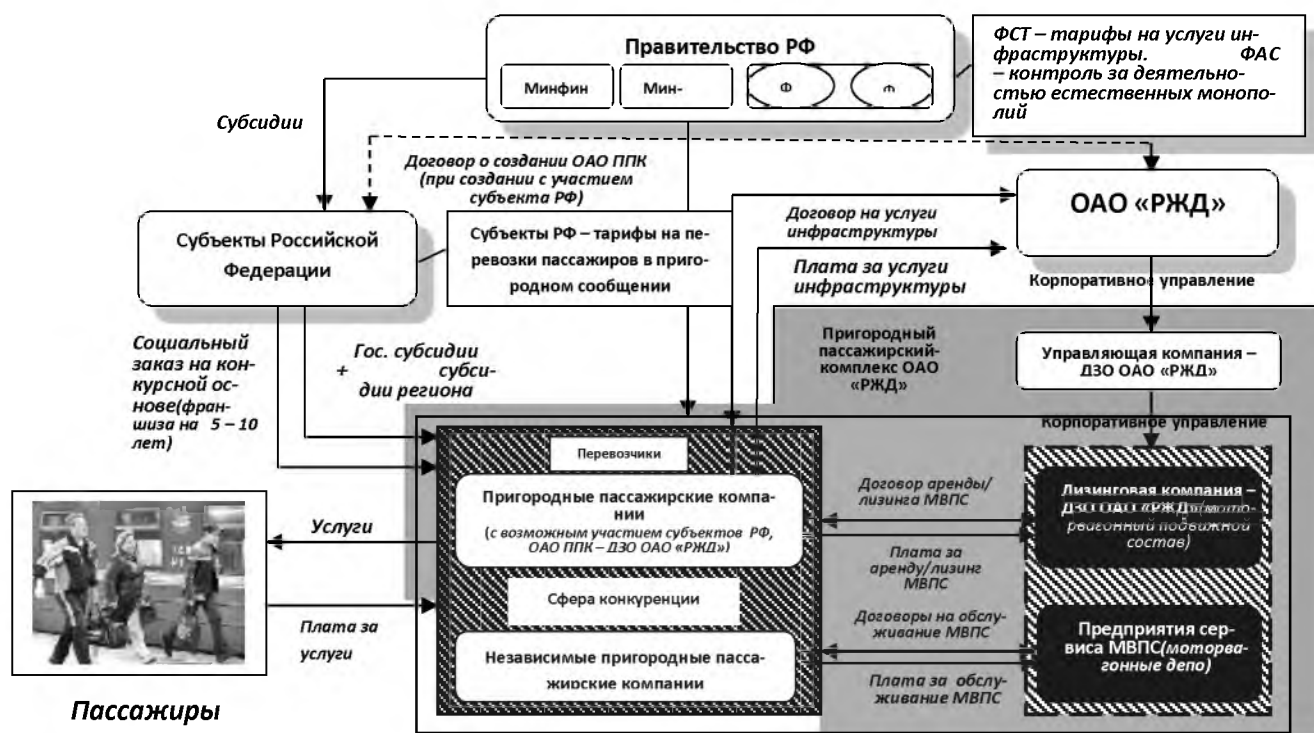 Правительство РФ
Минфин
Мин-
Ф
ФСТ – тарифы на услуги ин-
фраструктуры. ФАС
– контроль за деятельно-
стью естественных монопо-
лий
Субсидии
Договор о создании ОАО ППК
(при создании с участием
субъекта РФ)
ОАО «РЖД»
Субъекты Российской
Федерации
Субъекты РФ – тарифы на пе-
ревозки пассажиров в приго-
родном сообщении
Договор на услуги
инфраструктуры
Плата за услуги
инфраструктуры
Корпоративное управление
Социальный
заказ на кон-
курсной ос-
нове(фран-
шиза на 5 – 10
лет)
Гос. субсидии
+ субси-
дии региона
Пригородный
пассажирский-
комплекс ОАО
«РЖД»
Управляющая компания –
ДЗО ОАО «РЖД»
Корпоративное управление
Перевозчики
Пригородные пассажирские компа-
нии
(с возможным участием субъектов РФ,
ОАО ППК – ДЗО ОАО «РЖД»)
Договор аренды/
лизинга МВПС
Лизинговая компания –
ДЗО ОАО «РЖД»(мото-
рвагонный подвижной
состав)
Услуги
Плата за
аренду/лизинг
МВПС
Сфера конкуренции
Плата за
услуги
Договоры на обслу-
живание МВПС
Предприятия сер-
виса МВПС(моторва-
гонные депо)
Независимые пригородные пасса-
жирские компании
Плата за обслу-
живание МВПС
Пассажиры